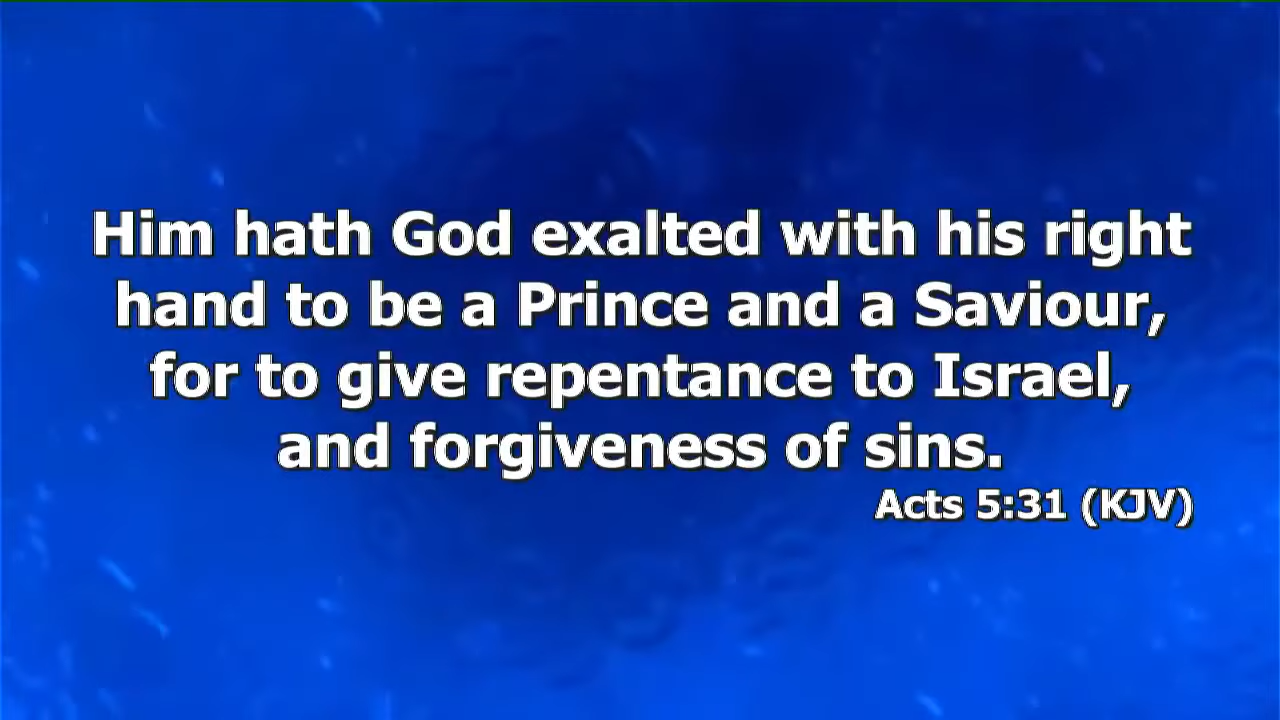 Him hath God exalted with his right
hand to be a Prince and a Saviour,
for to give repentance to Israel,
and forgiveness of sins.
Acts 5:31 (KJV)